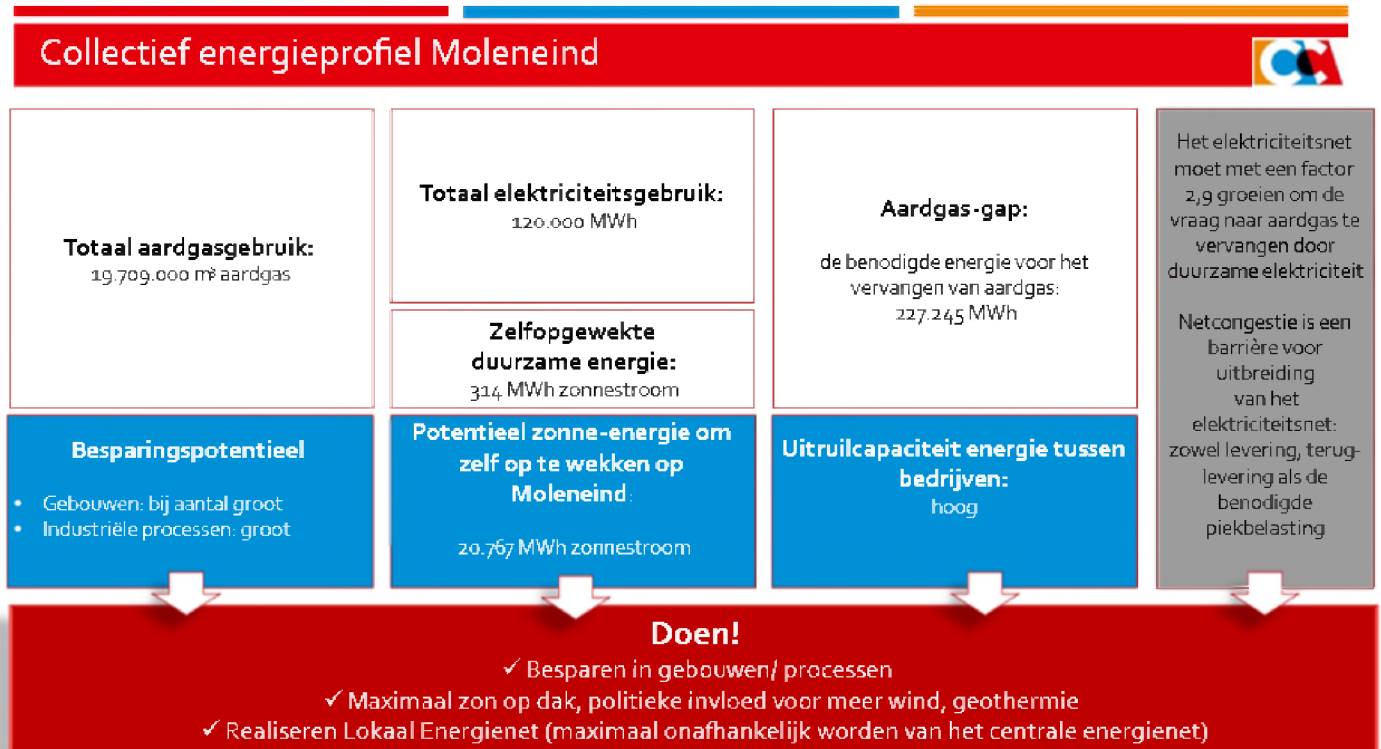 Collectief energieprofiel Moleneind
Totaal aardgasgebruik:
19.709.000 m³ aardgas
Totaal elektriciteitsgebruik:
120.000 MWh
Zelfopgewekte
duurzame energie:
314 MWh zonnestroom
Aardgas-gap:
de benodigde energie voor het
vervangen van aardgas:
227.245 MWh
Het elektriciteitsnet
moet met een factor
2,9 groeien om de
vraag naar aardgas te
vervangen door
duurzame elektriciteit
Netcongestie is een
barrière voor
uitbreiding
van het
elektriciteitsnet:
zowel levering, terug-
levering als de
benodigde
piekbelasting
Besparingspotentieel
• Gebouwen: bij aantal groot
• Industriële processen: groot
Potentieel zonne-energie om
zelf op te wekken op
Moleneind:
20.767 MWh zonnestroom
Uitruilcapaciteit energie tussen
bedrijven:
hoog
Doen!
✓ Besparen in gebouwen/ processen
✓ Maximaal zon op dak, politieke invloed voor meer wind, geothermie
✓ Realiseren Lokaal Energienet (maximaal onafhankelijk worden van het centrale energienet)